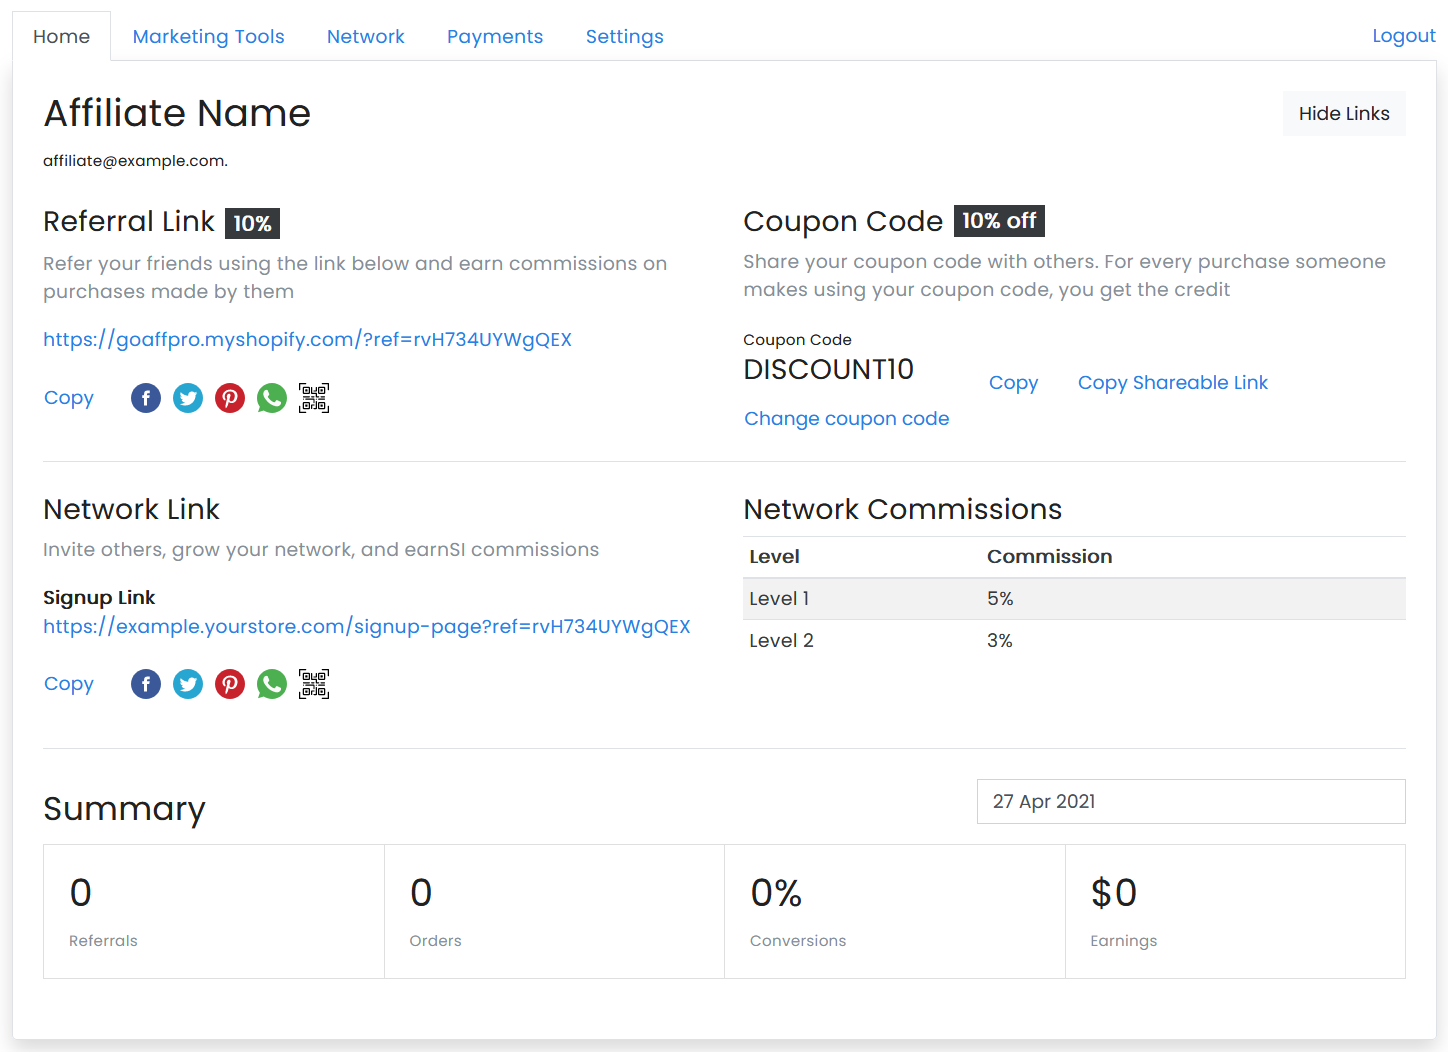 Home Marketing Tools Network Payments Settings Logout
Affiliate Name
Hide Links
affiliate@example.com.
Referral Link 10%
Refer your friends using the link below and earn commissions on
purchases made by them
https://goaffpro.myshopify.com/?ref=rvH734UYWgQEX
Copy
Coupon Code 10% off
Share your coupon code with others. For every purchase someone
makes using your coupon code, you get the credit
Coupon Code
DISCOUNT10
Copy Copy Shareable Link
Change coupon code
Network Link
Invite others, grow your network, and earnSI commissions
Signup Link
https://example.yourstore.com/signup-page?ref=rvH734UYWgQEX
Copy
Network Commissions
Level Commission
Level 1 5%
Level 2 3%
Summary
27 Apr 2021
0
Referrals
0
Orders
0%
Conversions
$0
Earnings